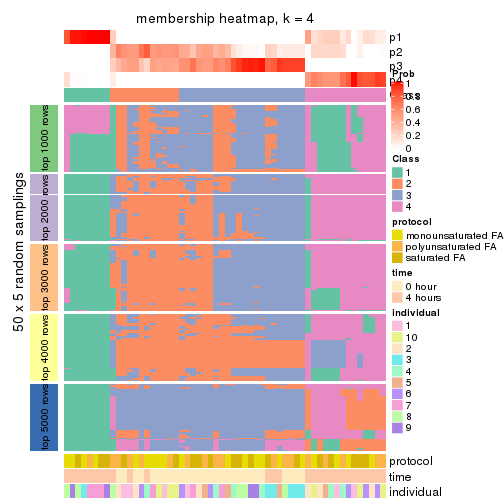 membership heatmap, k = 4
p1
p2
p3
p4
Prob
1
0.8
0.6
0.4
0.2
0
Class
1
2
3
4
protocol
monounsaturated FA
polyunsaturated FA
saturated FA
time
0 hour
4 hours
individual
1
10
2
3
4
5
6
7
8
9
50 x 5 random samplings
top 1000 rows
top 2000 rows
top 3000 rows
top 4000 rows
top 5000 rows
protocol
time
individual